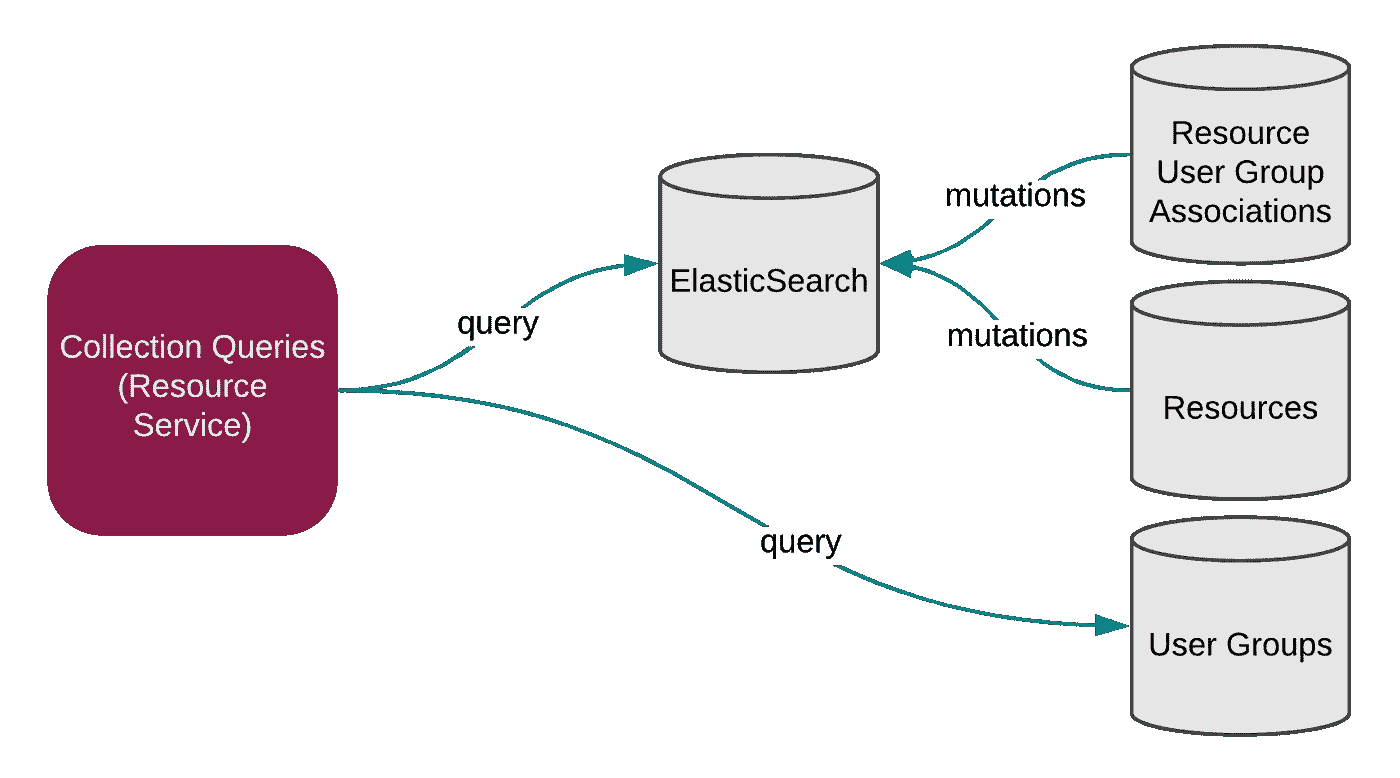 Collection Queries
(Resource
Service)
query
query
ElasticSearch
mutations
mutations
Resource
User Group
Associations
Resources
User Groups